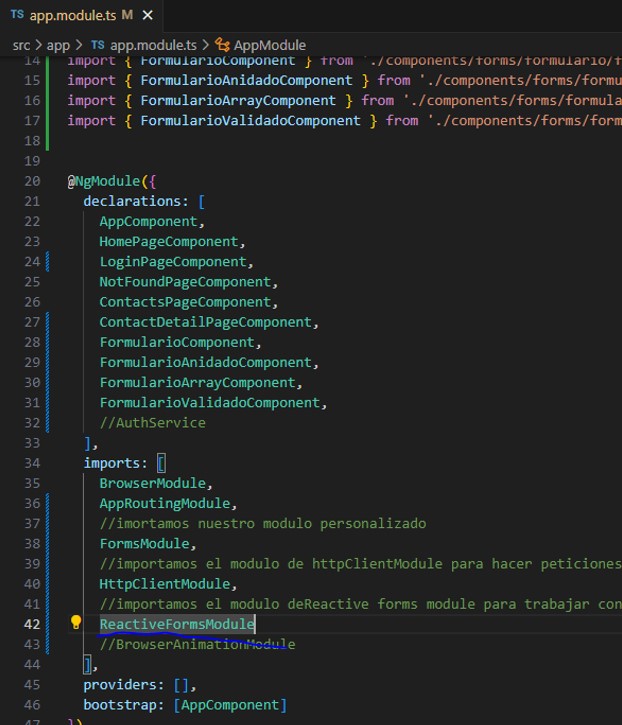 TS app.module.ts M X
src > app > TS app.module.ts > AppModule
14 import { FormularioComponent } from './components/forms/formulario/f
15 import { FormularioAnidadoComponent } from './components/forms/formu
16 import { FormularioArrayComponent } from './components/forms/formula
17 import { FormularioValidadoComponent } from './components/forms/form
18
19
20 @NgModule({
21 declarations: [
22 AppComponent,
23 HomePageComponent,
24 LoginPageComponent,
25 NotFoundPageComponent,
26 ContactsPageComponent,
27 ContactDetailPageComponent,
28 FormularioComponent,
29 FormularioAnidadoComponent,
30 FormularioArrayComponent,
31 FormularioValidadoComponent,
32 //AuthService
33 ],
34 imports: [
35 BrowserModule,
36 AppRoutingModule,
37 //imortamos nuestro modulo personalizado
38 FormsModule,
39 //importamos el modulo de httpClientModule para hacer peticiones
40 HttpClientModule,
41 //importamos el modulo deReactive forms module para trabajar con
42 ReactiveFormsModule
43 //BrowserAnimationModule
44 ],
45 providers: [],
46 bootstrap: [AppComponent]
47 })